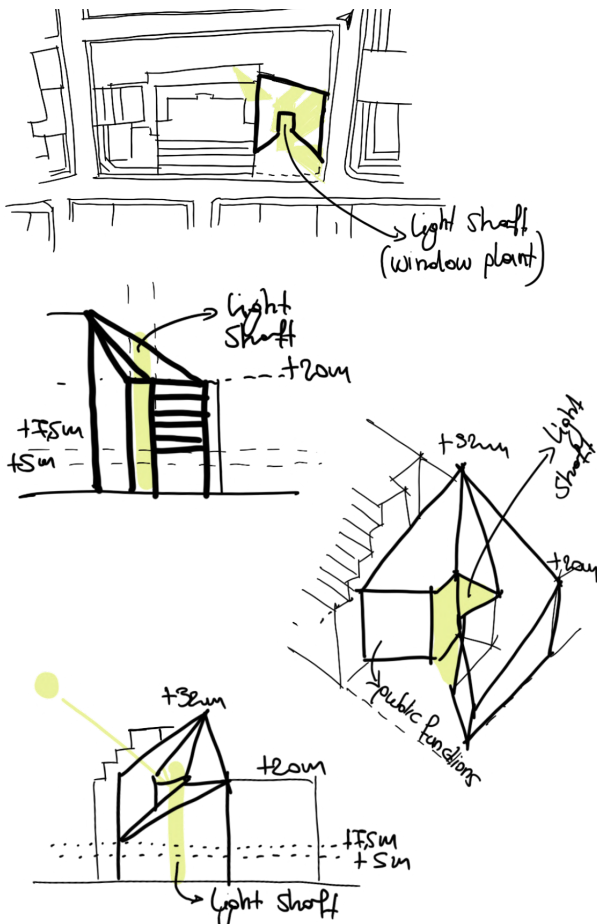 light shaft
(window plant)
light
shaft
+20m
+7,5m
+5m
+32m
light
shaft
+20m
public functions
+32m
+20m
+7,5m
+5m
light shaft